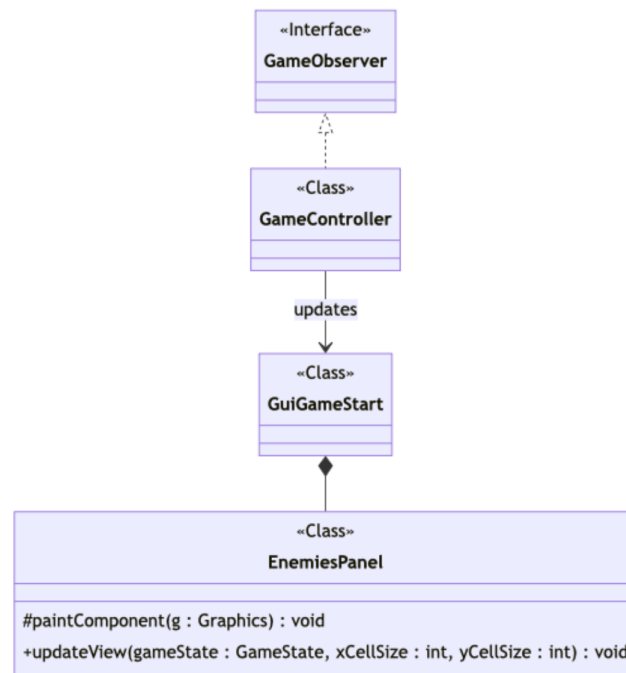 «Interface»
GameObserver
«Class»
GameController
updates
«Class»
GuiGameStart
«Class»
EnemiesPanel
#paintComponent(g : Graphics) : void
+updateView(gameState : GameState, xCellSize : int, yCellSize : int) : void